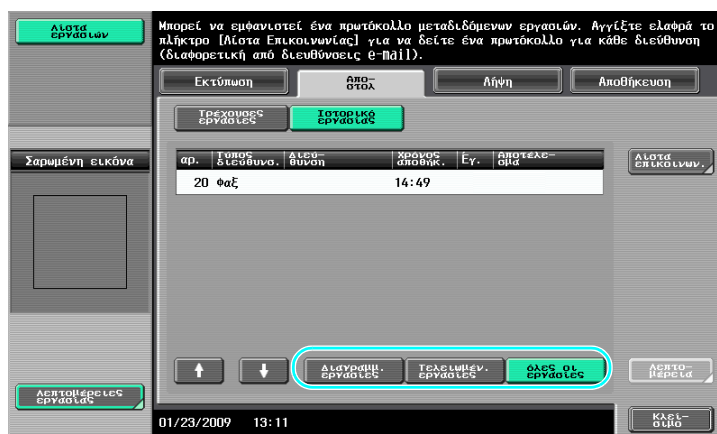 Λίστα
εργασιών
Μπορεί να εμφανιστεί ένα πρωτόκολλο μεταδιδόμενων εργασιών. Αγγίξτε ελαφρά το
πλήκτρο [Λίστα Επικοινωνίας] για να δείτε ένα πρωτόκολλο για κάθε διεύθυνση
(διαφορετική από διευθύνσεις e-mail).
Εκτύπωση
Απο-
στολ
Λήψη
Αποθήκευση
Τρέχουσες
εργασίες
Ιστορικό
εργασίας
Σαρωμένη εικόνα
αρ.
Τύπος
διεύθυνσ.
Διεύ-
θυνση
Χρόνος
αποθήκ.
Έγ.
Αποτέλε-
σμα
Λίστα
επικοινων.
20 Φαξ 14:49
Διαγραμμ.
εργασίες
Τελειωμέν.
εργασίες
όλες οι
εργασίες
Λεπτο-
μέρεια
Λεπτομέρειες
εργασίας
01/23/2009 13:11
Κλεί-
σιμο